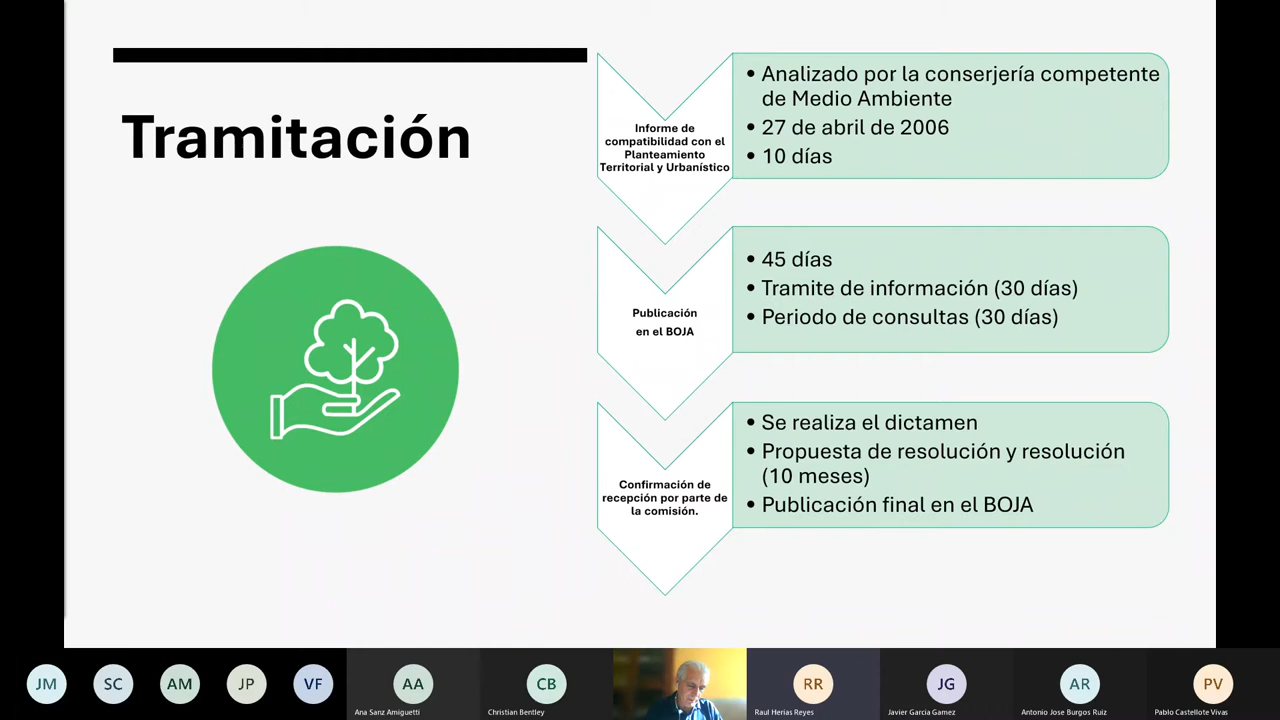 Tramitación
Informe de
compatibilidad con el
Planteamiento
Territorial y Urbanístico
• Analizado por la conserjería competente
de Medio Ambiente
• 27 de abril de 2006
• 10 días
Publicación
en el BOJA
• 45 días
• Tramite de información (30 días)
• Periodo de consultas (30 días)
Confirmación de
recepción por parte de
la comisión.
• Se realiza el dictamen
• Propuesta de resolución y resolución
(10 meses)
• Publicación final en el BOJA
JM
SC
AM
JP
VF
AA
Ana Sanz Amiguetti
CB
Christian Bentley
RR
Raul Herias Reyes
JG
Javier Garcia Gamez
AR
Antonio Jose Burgos Ruiz
PV
Pablo Castellote Vivas